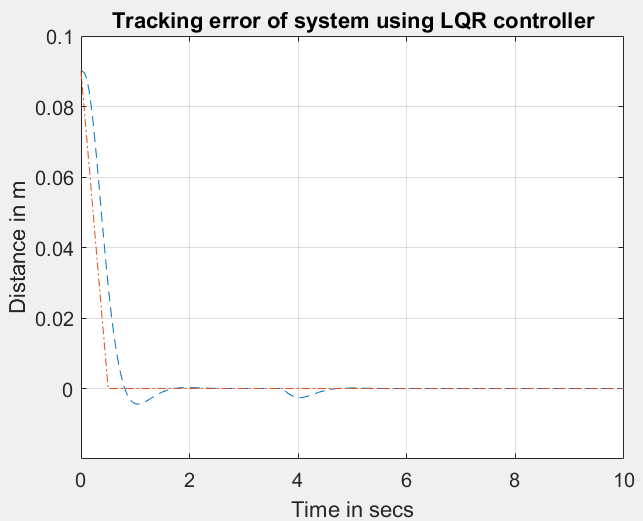 Tracking error of system using LQR controller
0.1
0.08
0.06
0.04
0.02
0
Distance in m
0 2 4 6 8 10
Time in secs